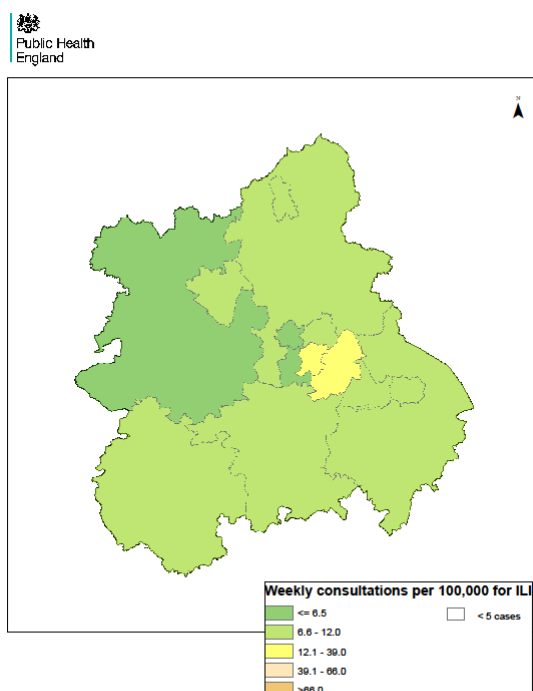 Public Health
England
N
Weekly consultations per 100,000 for ILI
<= 6.5
< 5 cases
6.6 - 12.0
12.1 - 39.0
39.1 - 66.0
>66.0